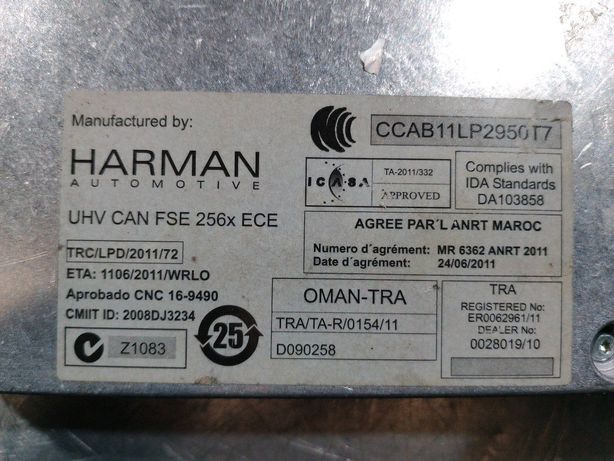 Manufactured by:
HARMAN
AUTOMOTIVE
UHV CAN FSE 256x ECE
TRC/LPD/2011/72
ETA: 1106/2011/WRLO
Aprobado CNC 16-9490
CMIIT ID: 2008DJ3234
Z1083
25
CCAB11LP2950T7
ICASA
TA-2011/332
APPROVED
Complies with
IDA Standards
DA103858
AGREE PAR'L ANRT MAROC
Numero d´agrément: MR 6362 ANRT 2011
Date d´agrément: 24/06/2011
OMAN-TRA
TRA/TA-R/0154/11
D090258
TRA
REGISTERED No:
ER0062961/11
DEALER No:
0028019/10